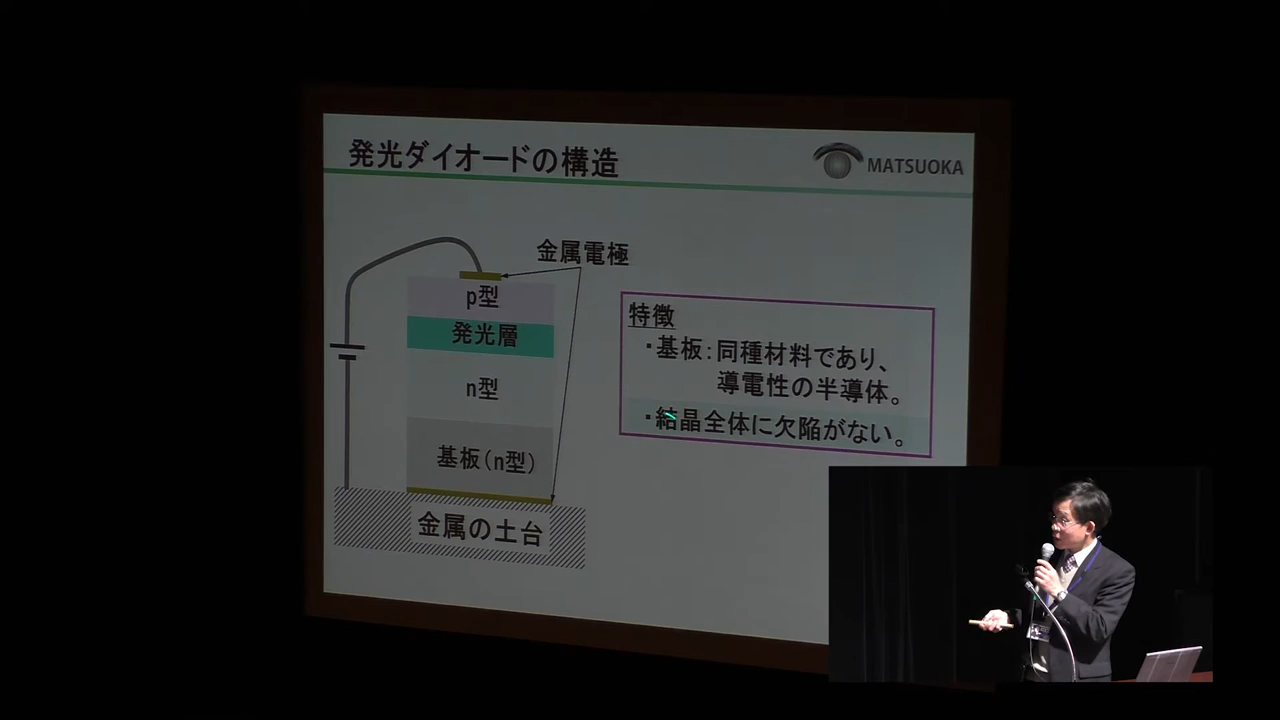 発光ダイオードの構造
MATSUOKA
金属電極
p型
発光層
n型
基板(n型)
金属の土台
特徴
・基板:同種材料であり、
導電性の半導体。
・結晶全体に欠陥がない。